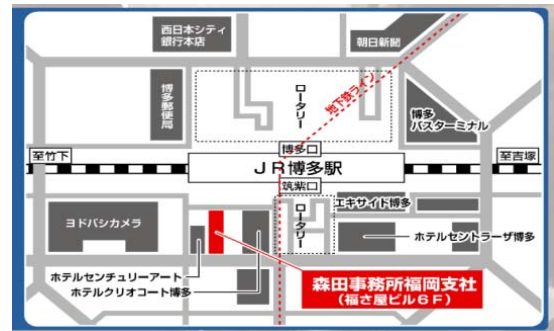 西日本シティ
銀行本店
朝日新聞
地下鉄ライン
博多郵便局
ロータリー
博多
バスターミナル
博多口
至竹下
JR博多駅
至吉塚
筑紫口
エキサイド博多
ロータリー
ヨドバシカメラ
ホテルセントラーザ博多
ホテルセンチュリーアート
ホテルクリオコート博多
森田事務所福岡支社
(福さ屋ビル6F)